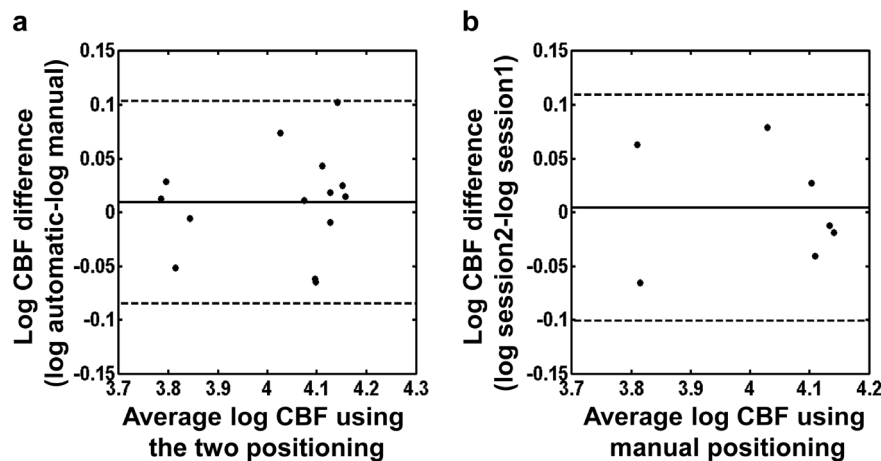 a
0.15
0.1
0.05
0
-0.05
-0.1
-0.15
3.7 3.8 3.9 4 4.1 4.2 4.3
Log CBF difference
(log automatic-log manual)
Average log CBF using
the two positioning
b
0.15
0.1
0.05
0
-0.05
-0.1
-0.15
3.7 3.8 3.9 4 4.1 4.2
Log CBF difference
(log session2-log session1)
Average log CBF using
manual positioning